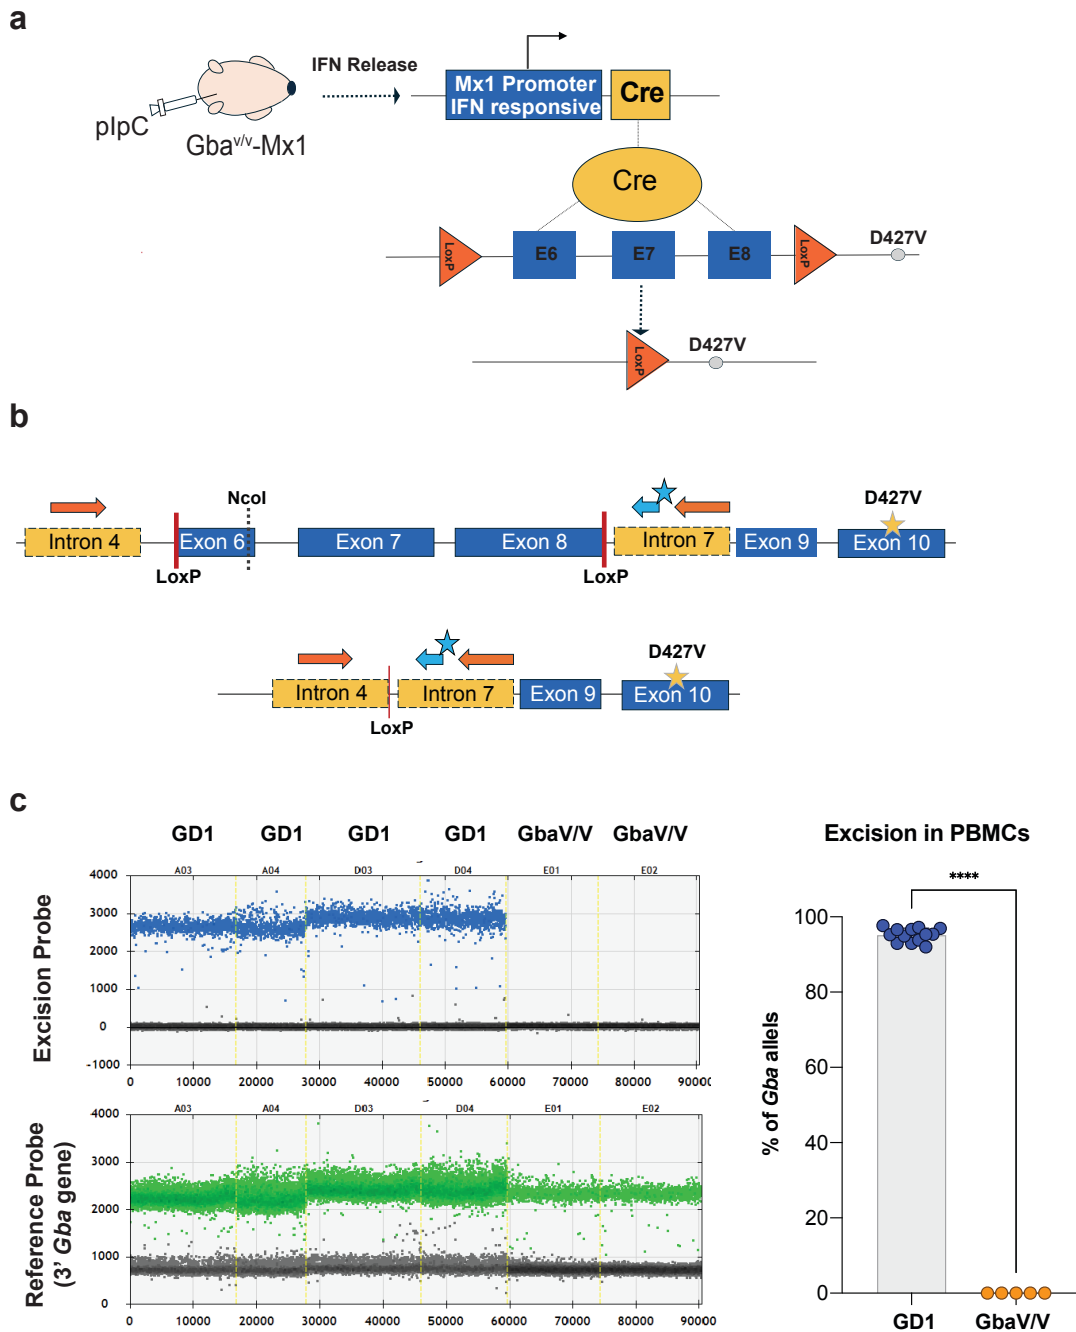 a
IFN Release
Mx1 Promoter
IFN responsive
Cre
pIpC
Gbaᵛ/ᵛ-Mx1
Cre
LoxP
E6
E7
E8
LoxP
D427V
LoxP
D427V
b
NcoI
D427V
Intron 4
Exon 6
Exon 7
Exon 8
Intron 7
Exon 9
Exon 10
LoxP
LoxP
D427V
Intron 4
Intron 7
Exon 9
Exon 10
LoxP
c
GD1 GD1 GD1 GD1 GbaV/V GbaV/V
A03 A04 D03 D04 E01 E02
Excision Probe
4000
3000
2000
1000
0
-1000
0 10000 20000 30000 40000 50000 60000 70000 80000 90000
A03 A04 D03 D04 E01 E02
Reference Probe
(3' Gba gene)
4000
3000
2000
1000
0
0 10000 20000 30000 40000 50000 60000 70000 80000 90000
Excision in PBMCs
****
% of Gba allels
100
80
60
40
20
0
GD1 GbaV/V